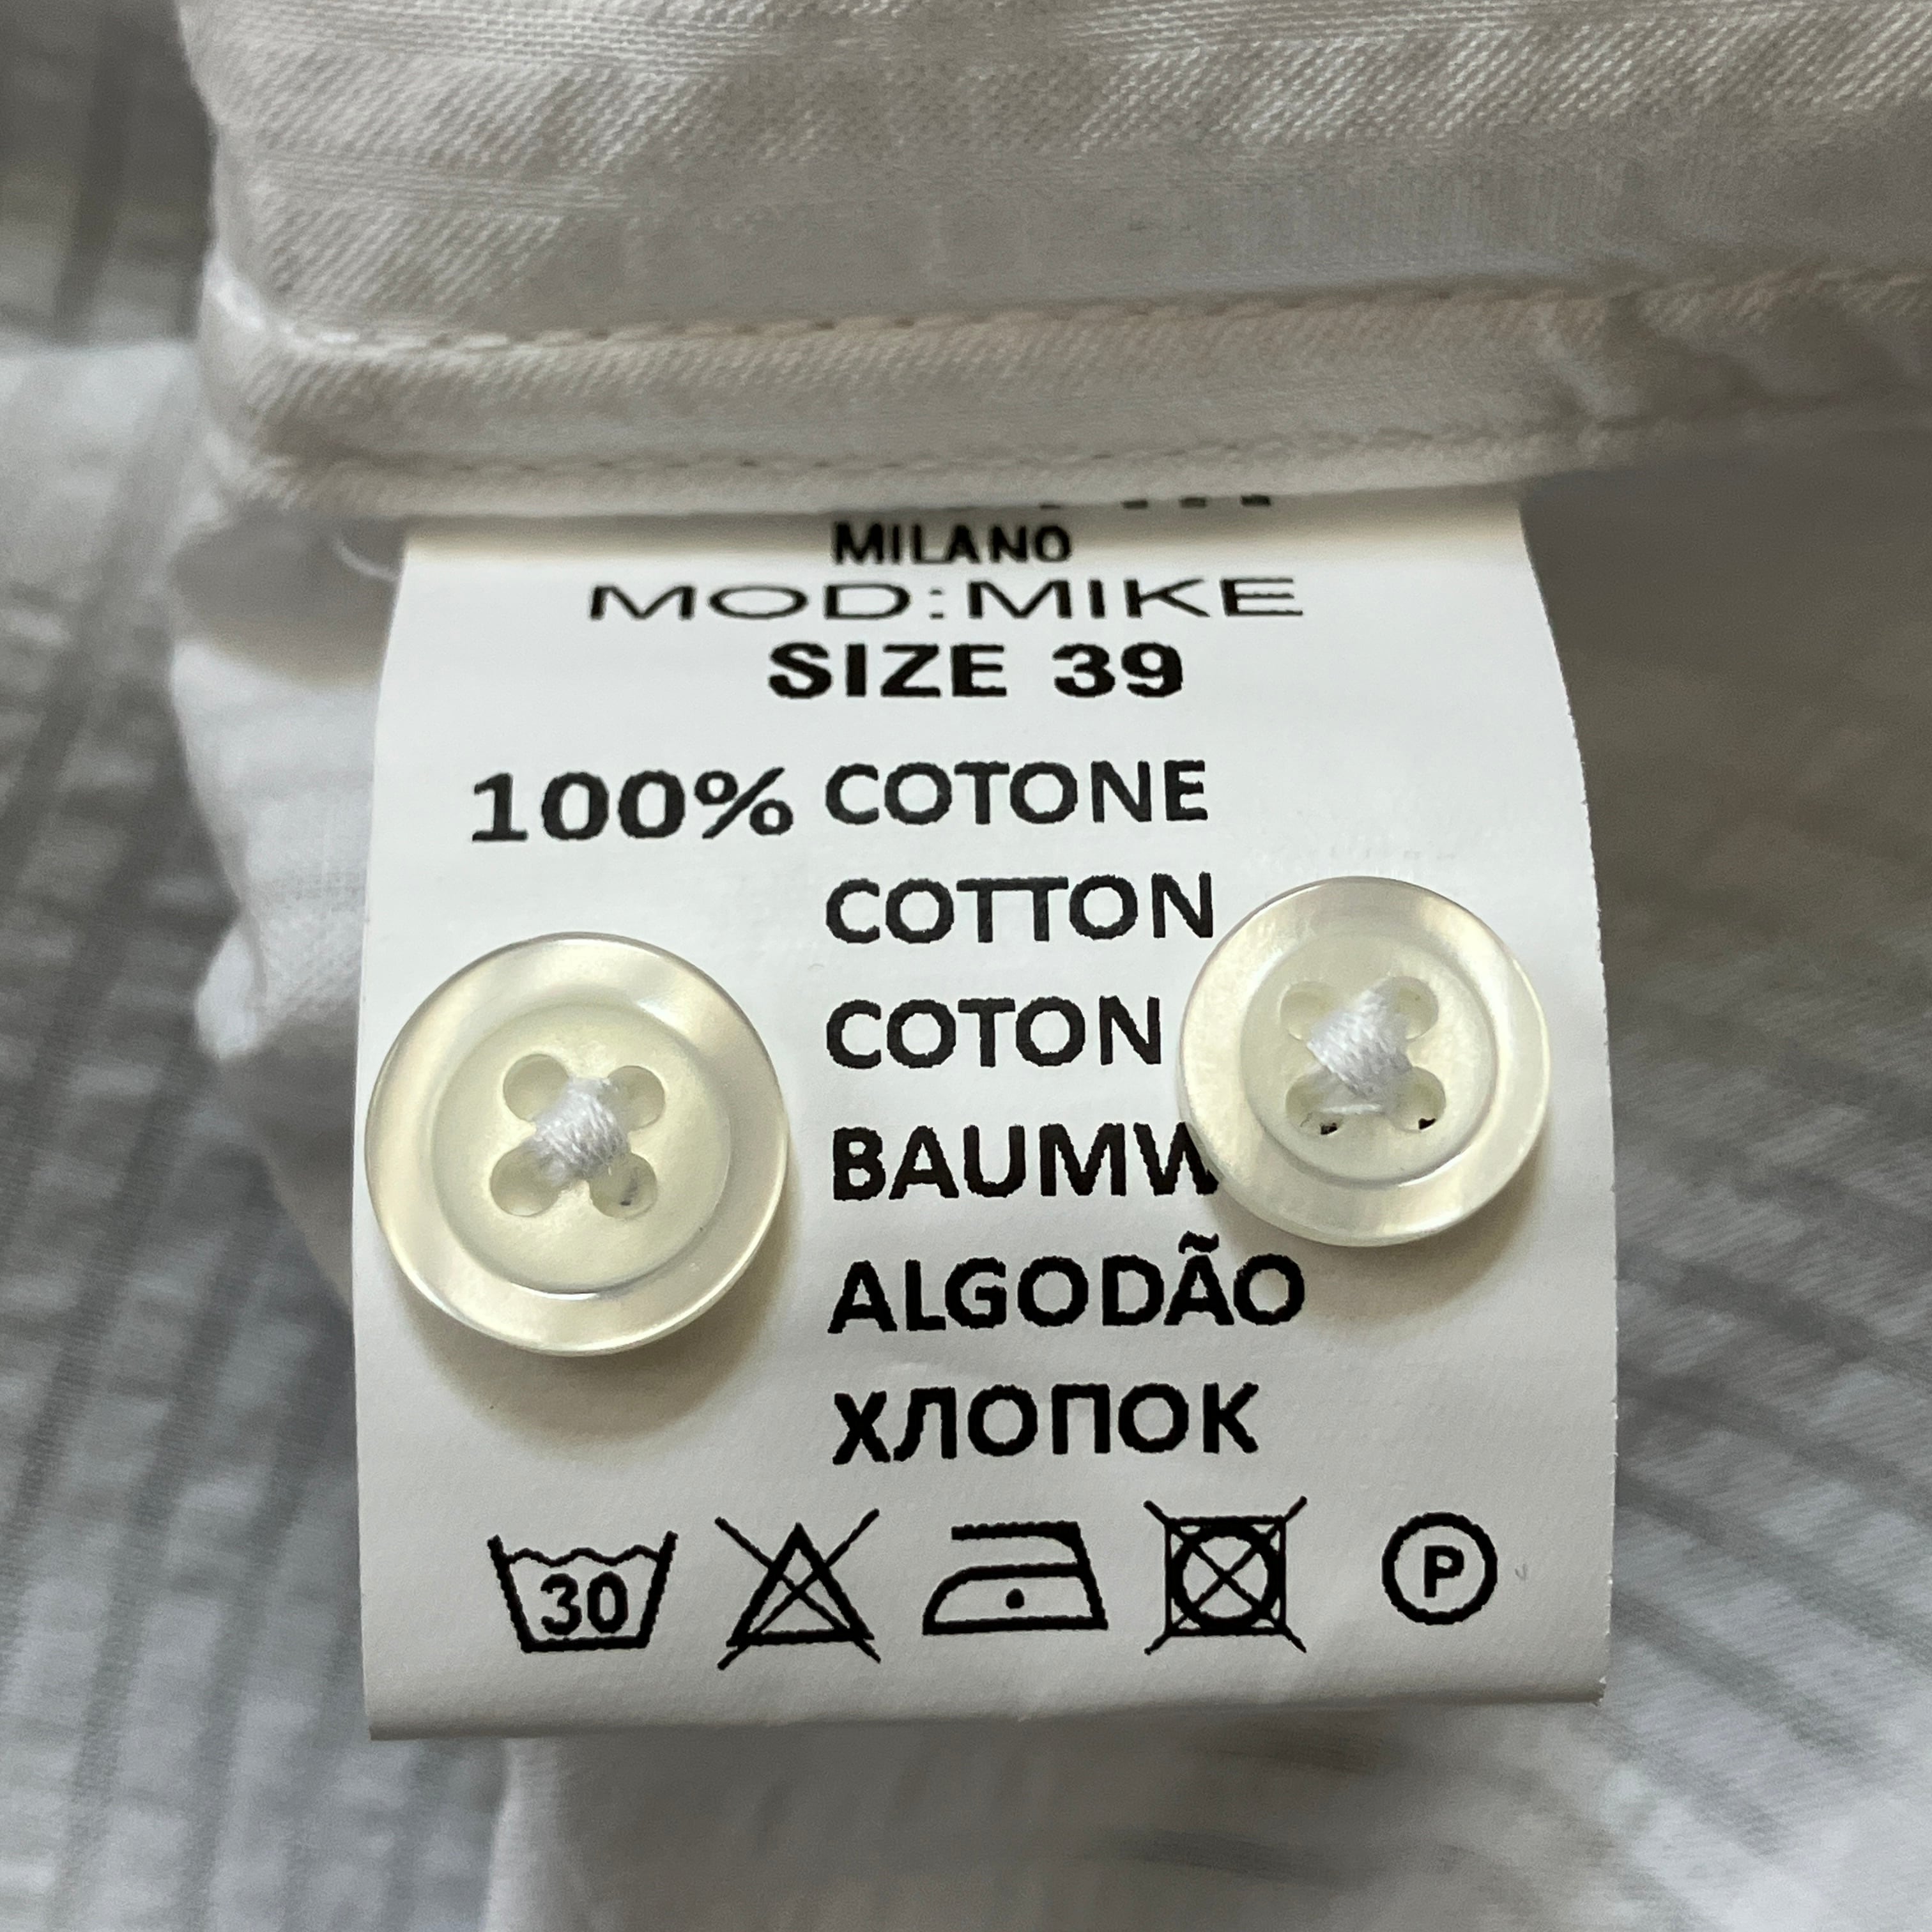 MILANO
MOD:MIKE
SIZE 39
100% COTONE
COTTON
COTON
BAUMW
ALGODÃO
ХЛОПОК
30
P